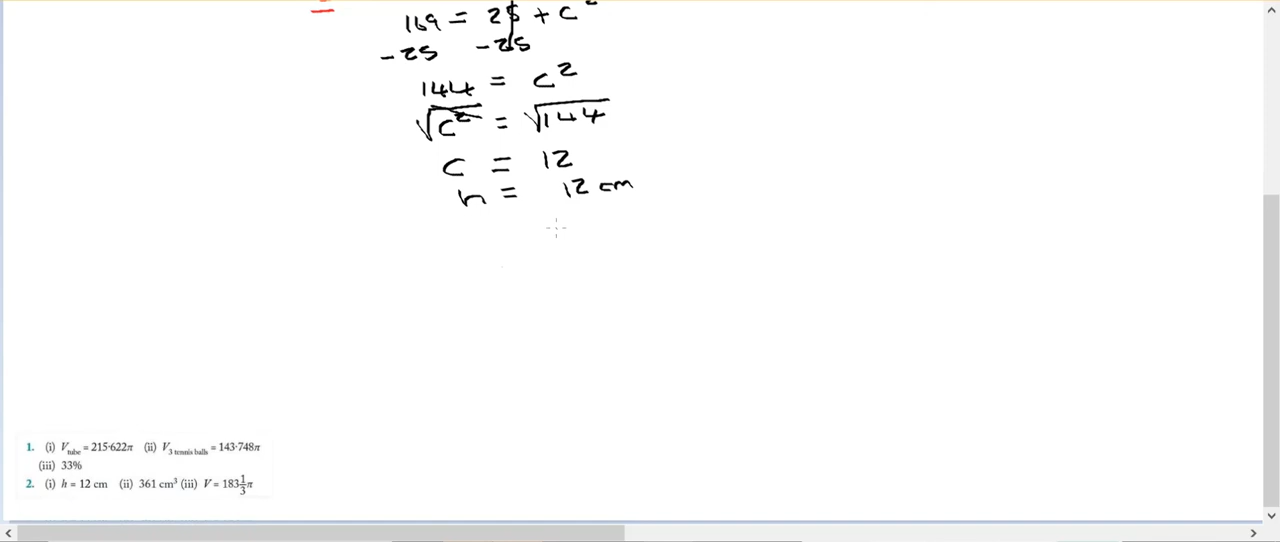 169 = 25 + c²
-25 -25
144 = c²
√c² = √144
c = 12
h = 12 cm
1. (i) V_tube = 215·622π (ii) V_3 tennis balls = 143·748π
(iii) 33%
2. (i) h = 12 cm (ii) 361 cm³ (iii) V = 183⅓π